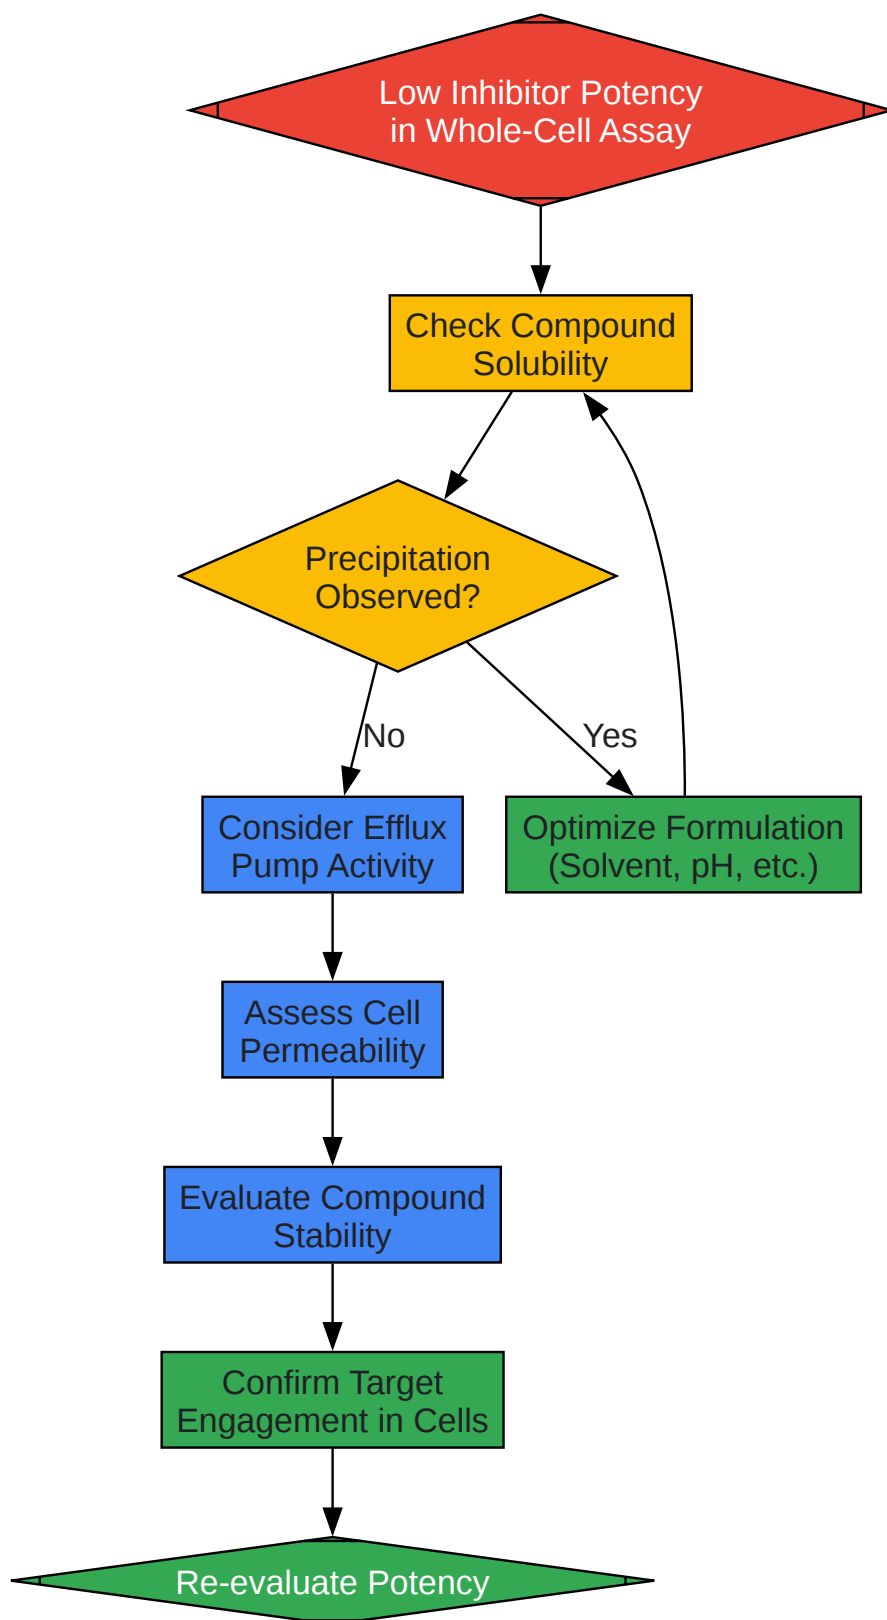 Low Inhibitor Potency
in Whole-Cell Assay
Check Compound
Solubility
Precipitation
Observed?
No
Yes
Consider Efflux
Pump Activity
Optimize Formulation
(Solvent, pH, etc.)
Assess Cell
Permeability
Evaluate Compound
Stability
Confirm Target
Engagement in Cells
Re-evaluate Potency